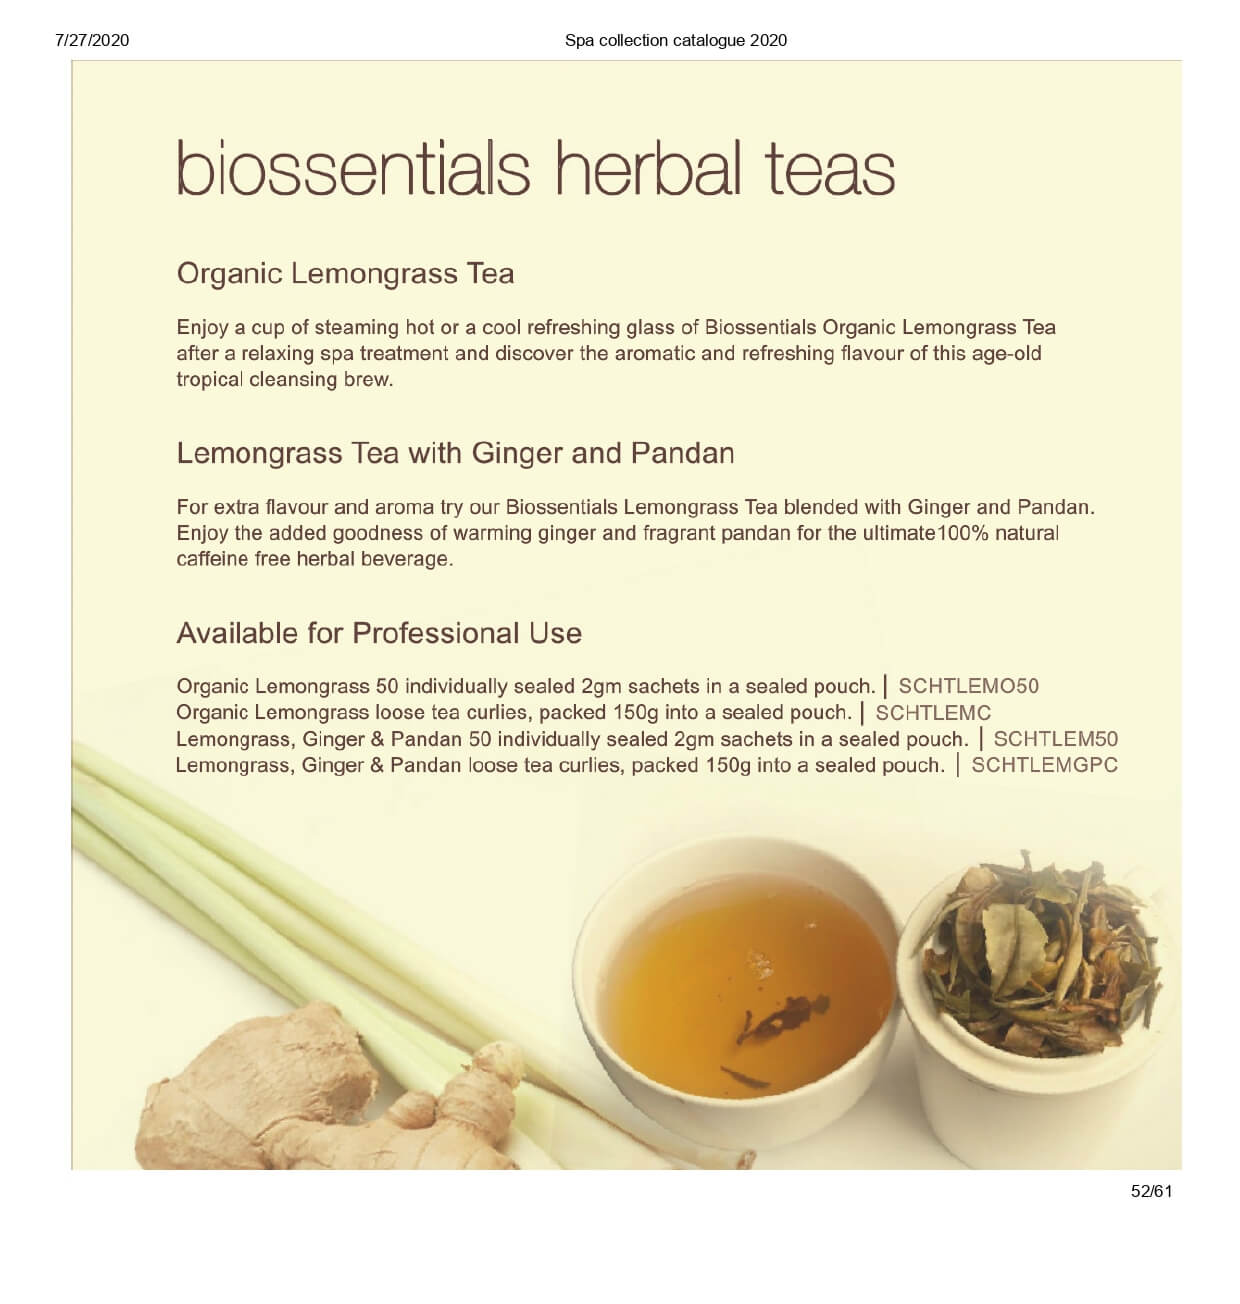 7/27/2020
Spa collection catalogue 2020
biossentials herbal teas
Organic Lemongrass Tea
Enjoy a cup of steaming hot or a cool refreshing glass of Biossentials Organic Lemongrass Tea
after a relaxing spa treatment and discover the aromatic and refreshing flavour of this age-old
tropical cleansing brew.
Lemongrass Tea with Ginger and Pandan
For extra flavour and aroma try our Biossentials Lemongrass Tea blended with Ginger and Pandan.
Enjoy the added goodness of warming ginger and fragrant pandan for the ultimate100% natural
caffeine free herbal beverage.
Available for Professional Use
Organic Lemongrass 50 individually sealed 2gm sachets in a sealed pouch. | SCHTLEMO50
Organic Lemongrass loose tea curlies, packed 150g into a sealed pouch. | SCHTLEMC
Lemongrass, Ginger & Pandan 50 individually sealed 2gm sachets in a sealed pouch. | SCHTLEM50
Lemongrass, Ginger & Pandan loose tea curlies, packed 150g into a sealed pouch. | SCHTLEMGPC
52/61